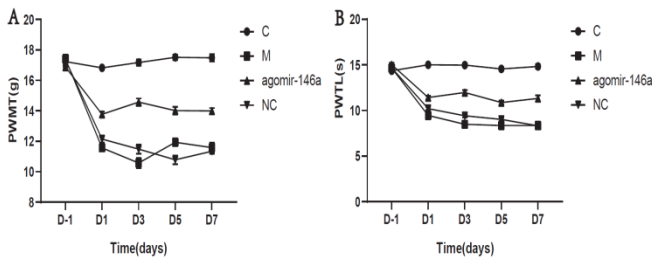 A
PWMT(g)
20
18
16
14
12
10
8
D-1 D1 D3 D5 D7
Time(days)
C
M
agomir-146a
NC
B
PWTL(s)
20
15
10
5
0
D-1 D1 D3 D5 D7
Time(days)
C
M
agomir-146a
NC